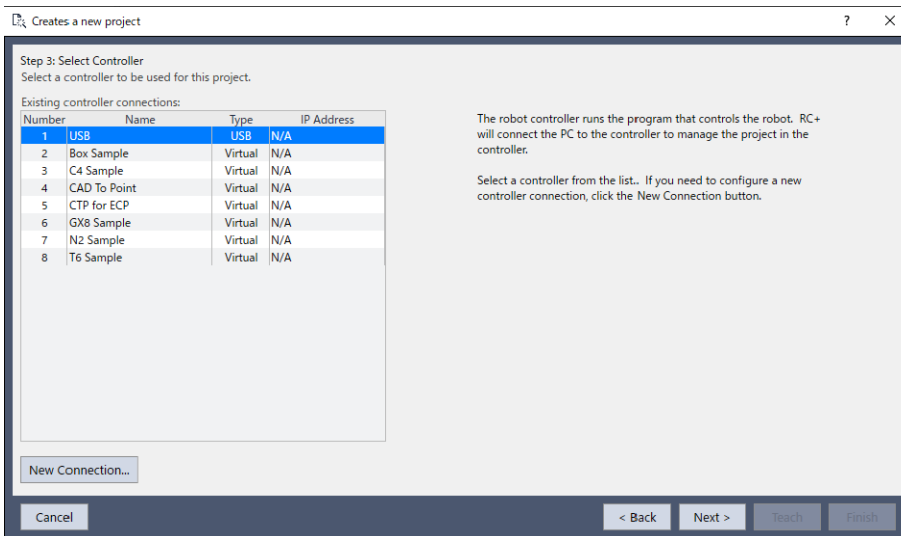 Creates a new project
Step 3: Select Controller
Select a controller to be used for this project.
Existing controller connections:
Number Name Type IP Address
1 USB USB N/A
2 Box Sample Virtual N/A
3 C4 Sample Virtual N/A
4 CAD To Point Virtual N/A
5 CTP for ECP Virtual N/A
6 GX8 Sample Virtual N/A
7 N2 Sample Virtual N/A
8 T6 Sample Virtual N/A
The robot controller runs the program that controls the robot. RC+
will connect the PC to the controller to manage the project in the
controller.
Select a controller from the list.. If you need to configure a new
controller connection, click the New Connection button.
New Connection...
Cancel
< Back
Next >
Teach
Finish